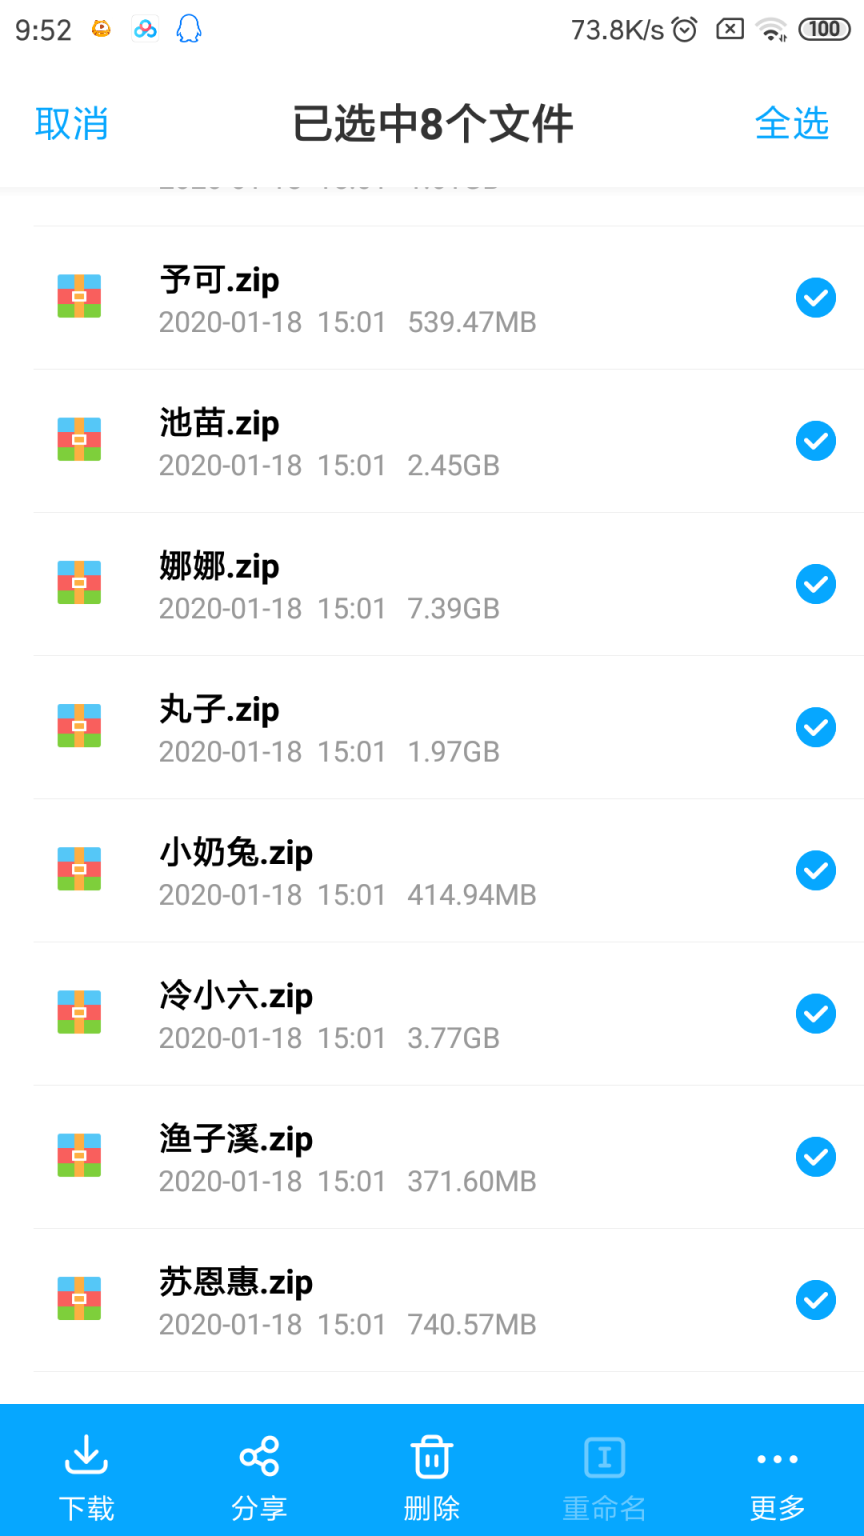 9:52 73.8K/s 100
取消 已选中8个文件 全选
予可.zip
2020-01-18 15:01 539.47MB
池苗.zip
2020-01-18 15:01 2.45GB
娜娜.zip
2020-01-18 15:01 7.39GB
丸子.zip
2020-01-18 15:01 1.97GB
小奶兔.zip
2020-01-18 15:01 414.94MB
冷小六.zip
2020-01-18 15:01 3.77GB
渔子溪.zip
2020-01-18 15:01 371.60MB
苏恩惠.zip
2020-01-18 15:01 740.57MB
下载 分享 删除 重命名 更多